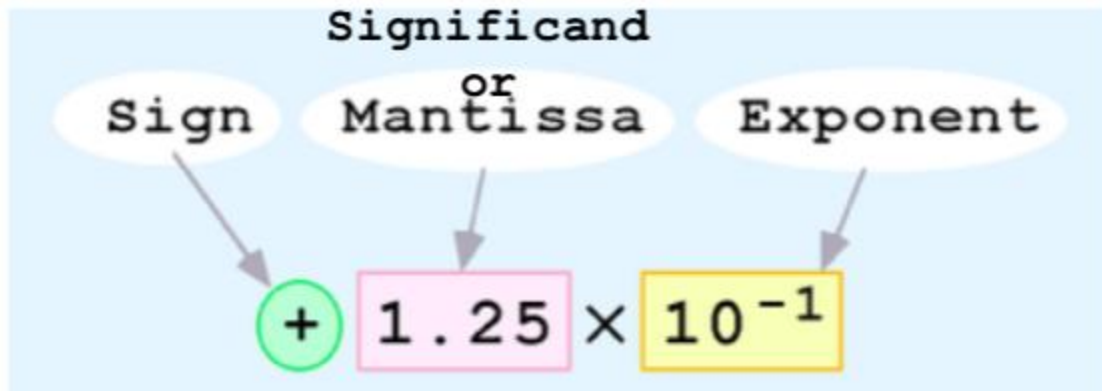 Significand
or
Sign Mantissa Exponent
+ 1.25 × 10⁻¹